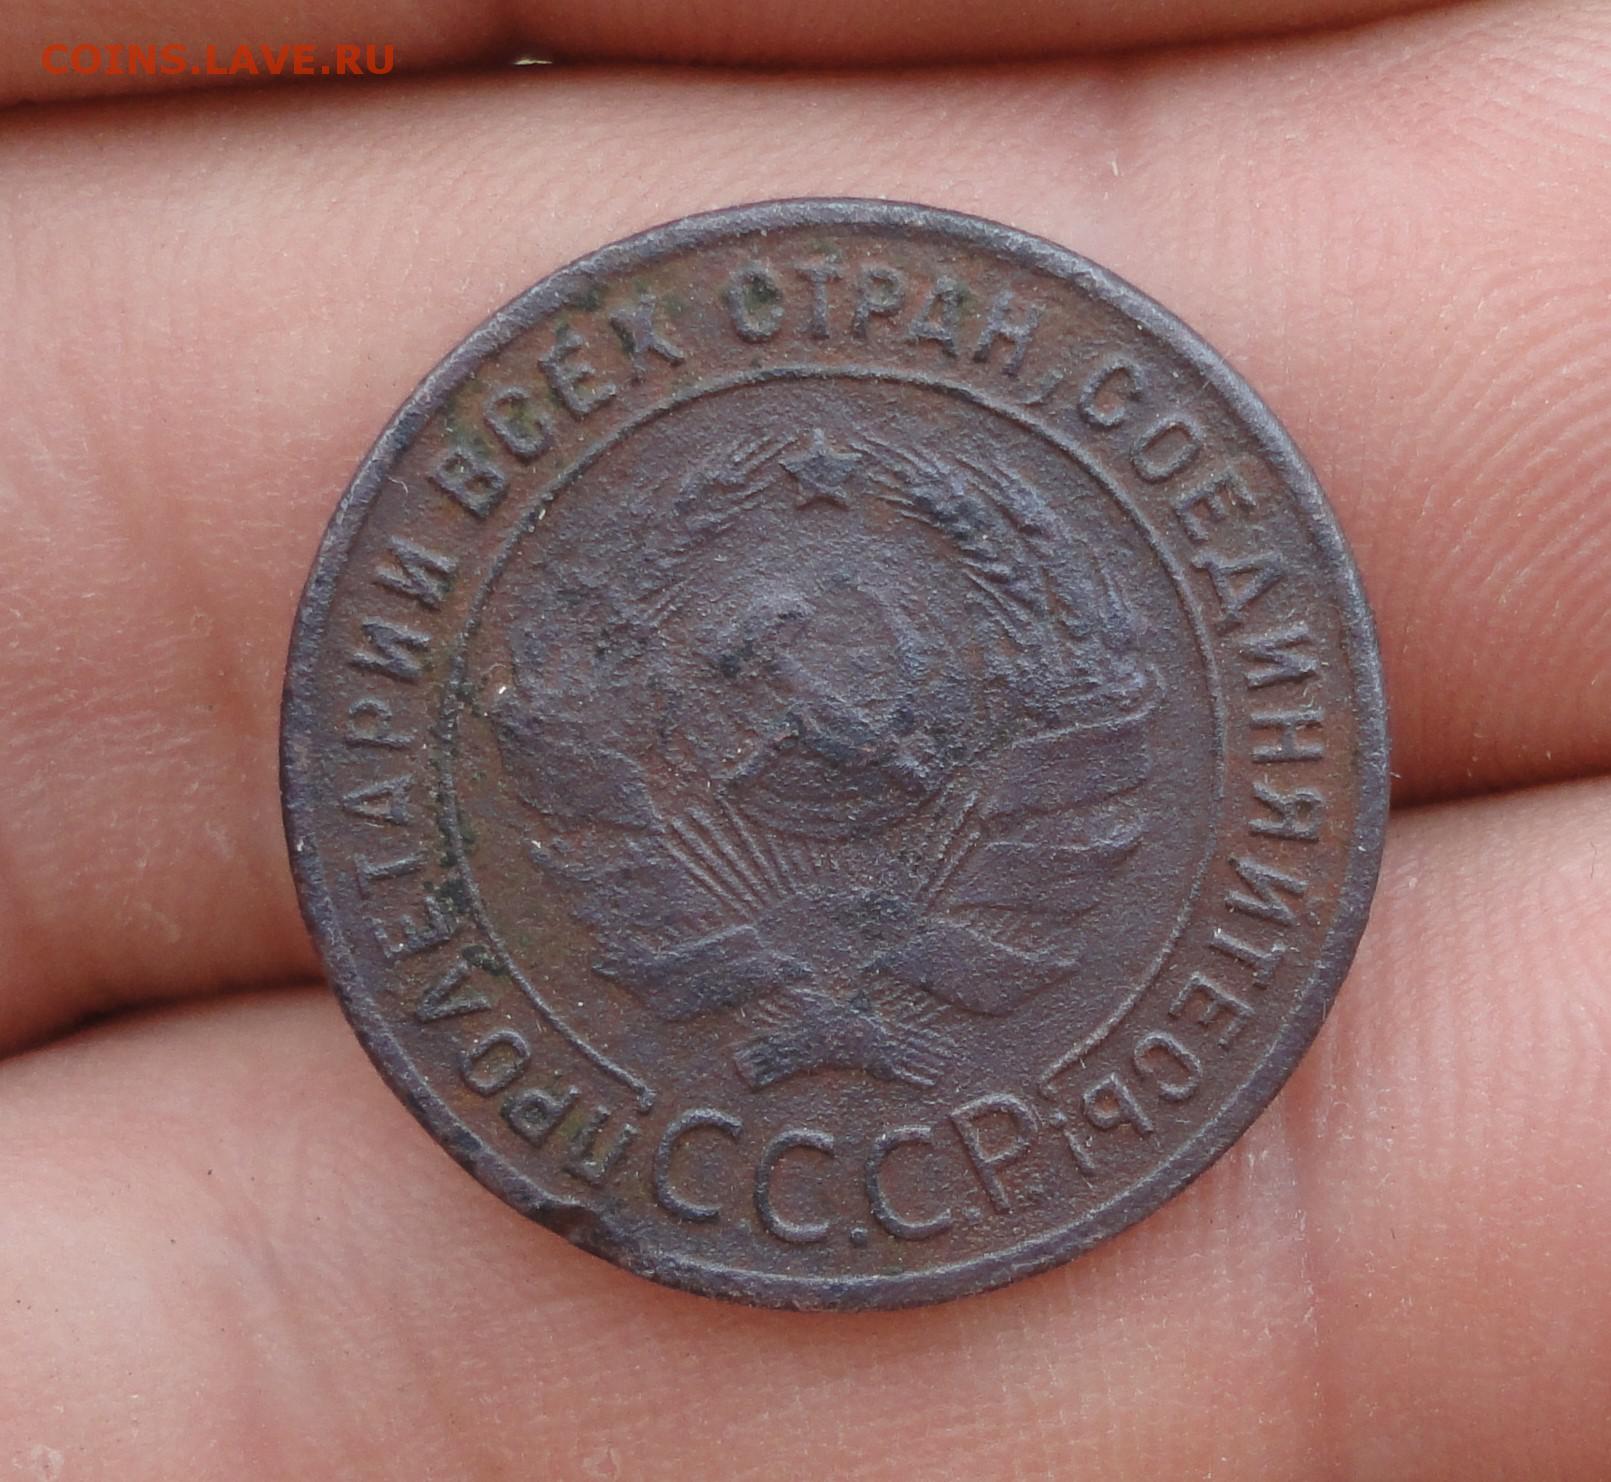 COINS.LAVE.RU
ПРОЛЕТАРИИ ВСЕХ СТРАН, СОЕДИНЯЙТЕСЬ!
С.С.С.Р.